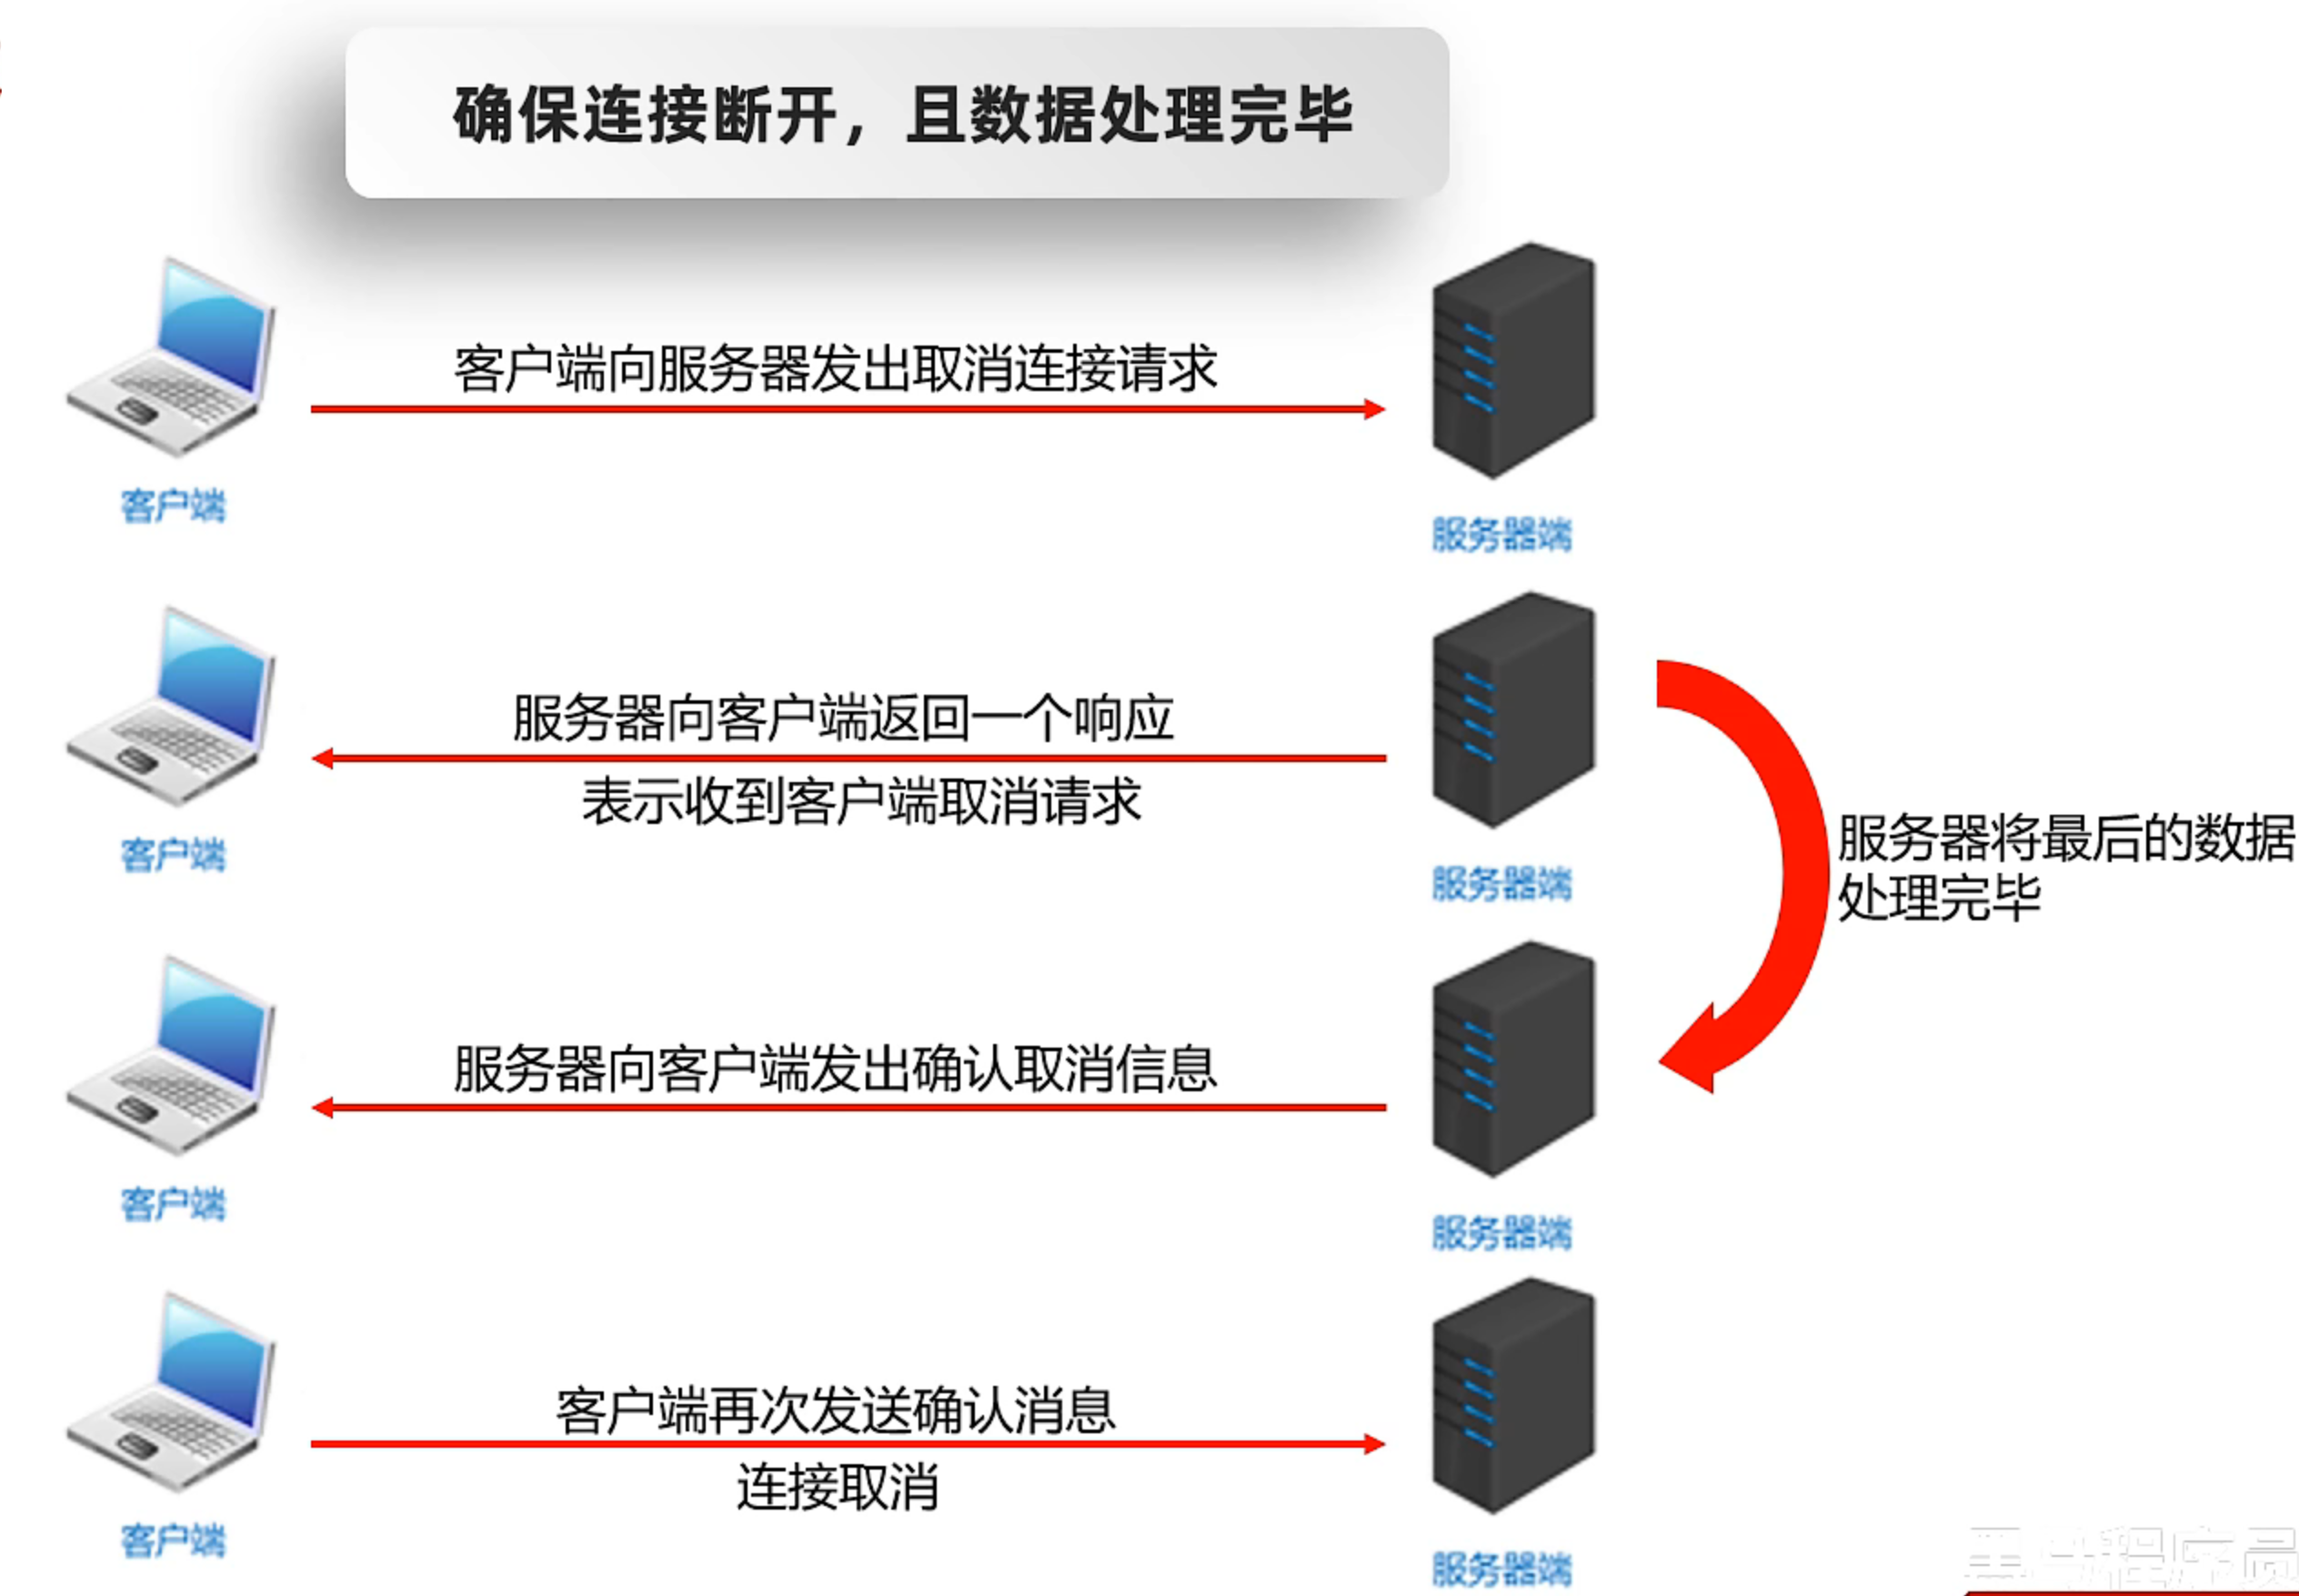 确保连接断开，且数据处理完毕
客户端向服务器发出取消连接请求
客户端
服务器端
服务器向客户端返回一个响应
表示收到客户端取消请求
客户端
服务器端
服务器将最后的数据
处理完毕
服务器向客户端发出确认取消信息
客户端
服务器端
客户端再次发送确认消息
连接取消
客户端
服务器端
程序员